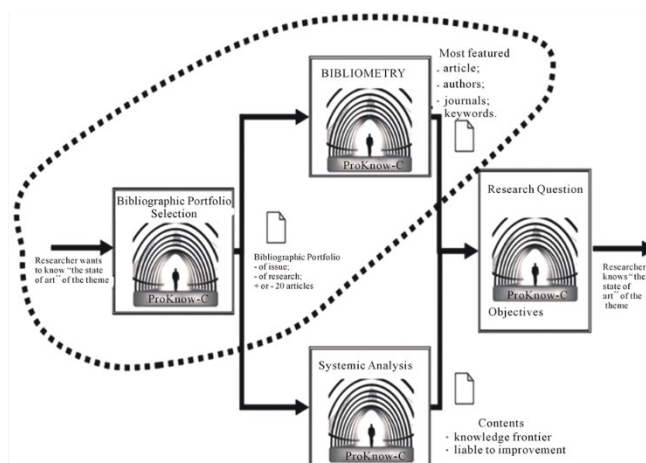 BIBLIOMETRY
ProKnow-C
Most featured
- article;
- authors;
- journals;
keywords.
Bibliographic Portfolio
Selection
ProKnow-C
Researcher wants
to know "the state
of art" of the theme
Bibliographic Portfolio
- of issue;
- of research;
+ or - 20 articles
Research Question
ProKnow-C
Objectives
Researcher
knows "the
state of
art" of the
theme
Systemic Analysis
ProKnow-C
Contents
- knowledge frontier
- liable to improvement